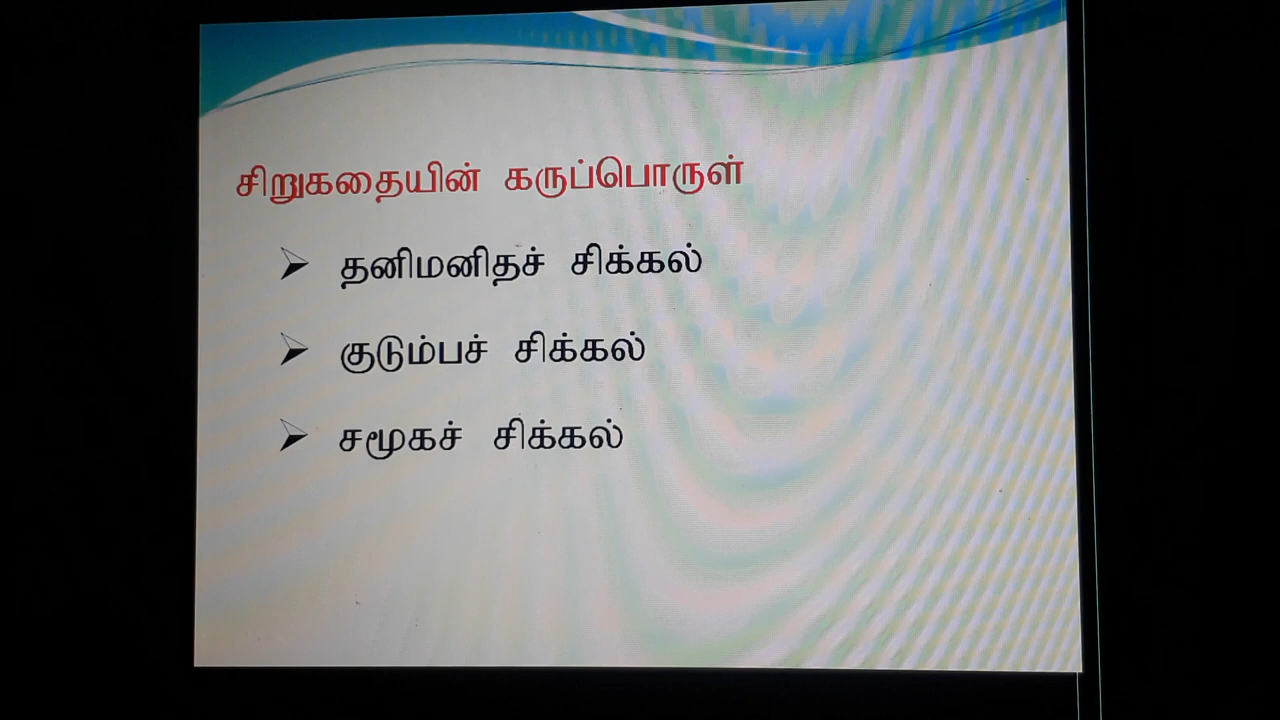 சிறுகதையின் கருப்பொருள்
தனிமனிதச் சிக்கல்
குடும்பச் சிக்கல்
சமூகச் சிக்கல்